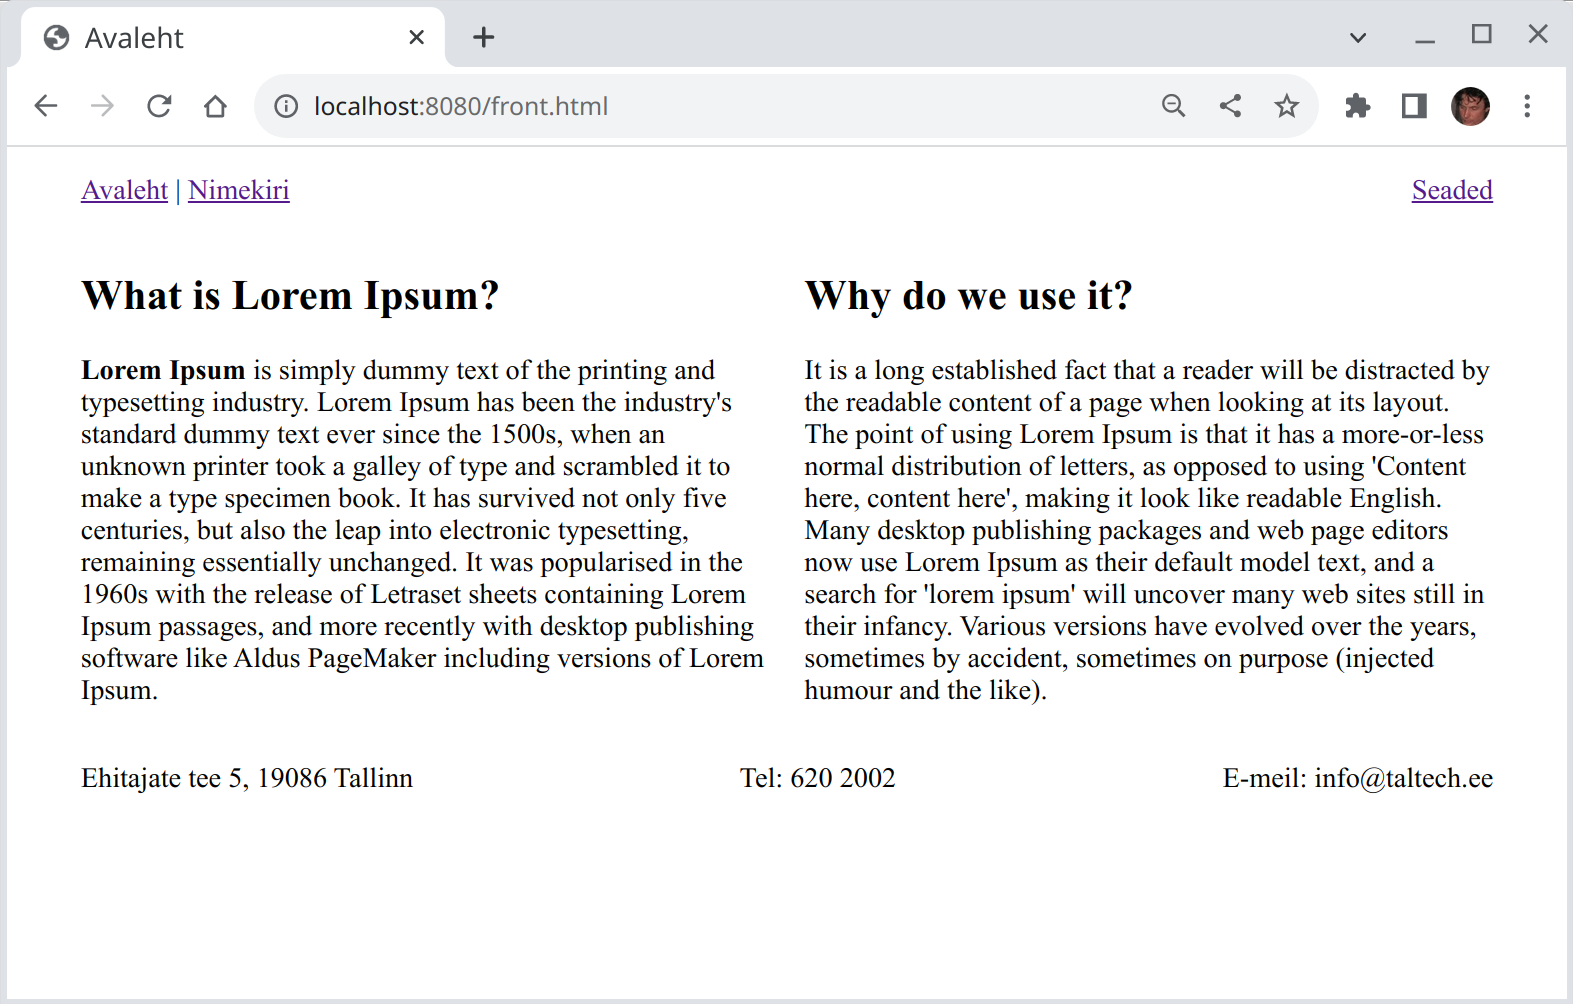 Avaleht
localhost:8080/front.html
Avaleht | Nimekiri
Seaded
What is Lorem Ipsum?
Lorem Ipsum is simply dummy text of the printing and
typesetting industry. Lorem Ipsum has been the industry's
standard dummy text ever since the 1500s, when an
unknown printer took a galley of type and scrambled it to
make a type specimen book. It has survived not only five
centuries, but also the leap into electronic typesetting,
remaining essentially unchanged. It was popularised in the
1960s with the release of Letraset sheets containing Lorem
Ipsum passages, and more recently with desktop publishing
software like Aldus PageMaker including versions of Lorem
Ipsum.
Why do we use it?
It is a long established fact that a reader will be distracted by
the readable content of a page when looking at its layout.
The point of using Lorem Ipsum is that it has a more-or-less
normal distribution of letters, as opposed to using 'Content
here, content here', making it look like readable English.
Many desktop publishing packages and web page editors
now use Lorem Ipsum as their default model text, and a
search for 'lorem ipsum' will uncover many web sites still in
their infancy. Various versions have evolved over the years,
sometimes by accident, sometimes on purpose (injected
humour and the like).
Ehitajate tee 5, 19086 Tallinn
Tel: 620 2002
E-meil: info@taltech.ee